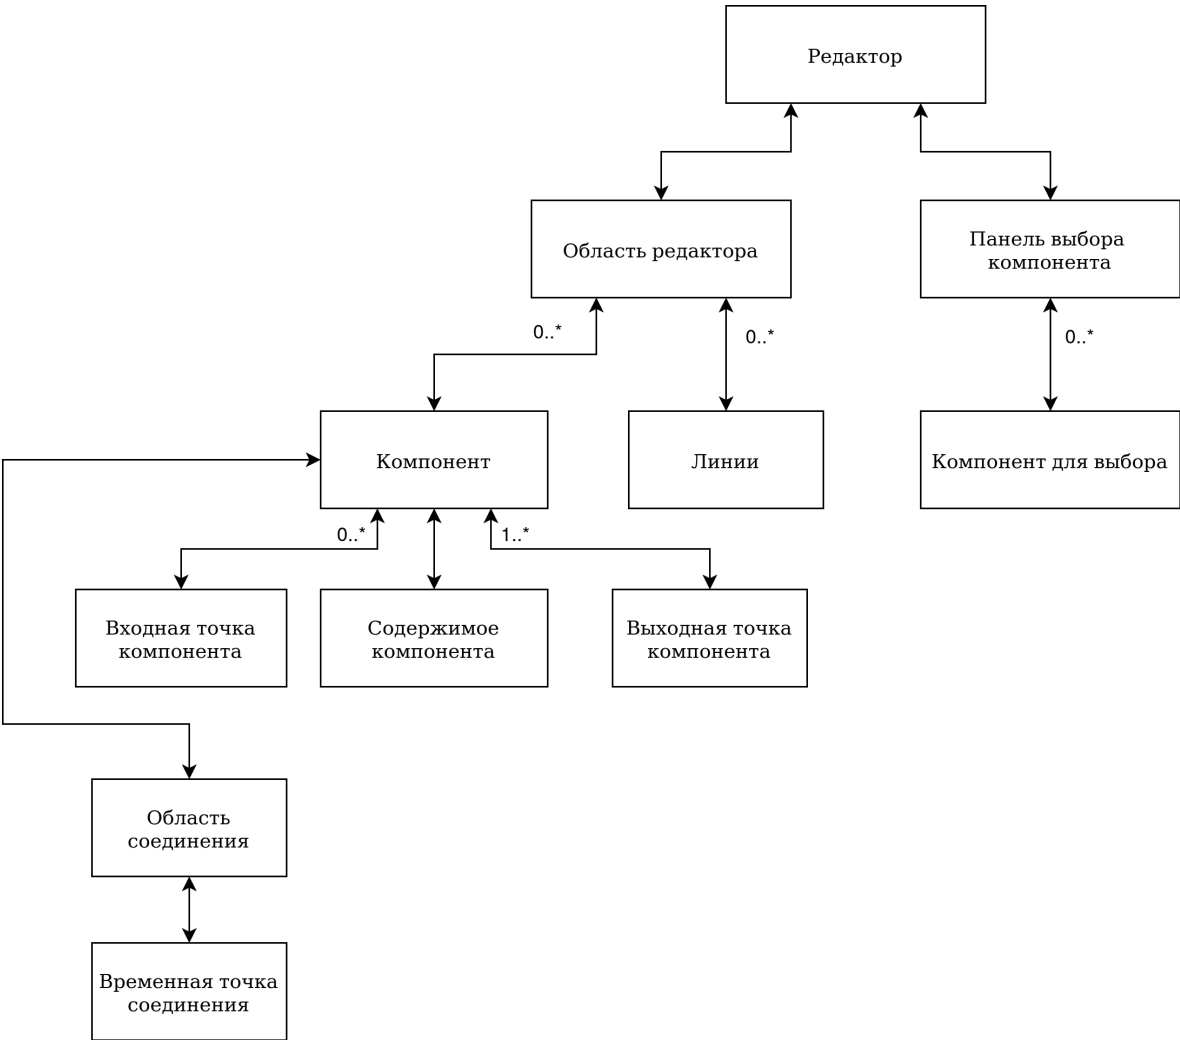 Редактор
Область редактора
Панель выбора
компонента
0..*
0..*
0..*
Компонент
Линии
Компонент для выбора
0..*
1..*
Входная точка
компонента
Содержимое
компонента
Выходная точка
компонента
Область
соединения
Временная точка
соединения